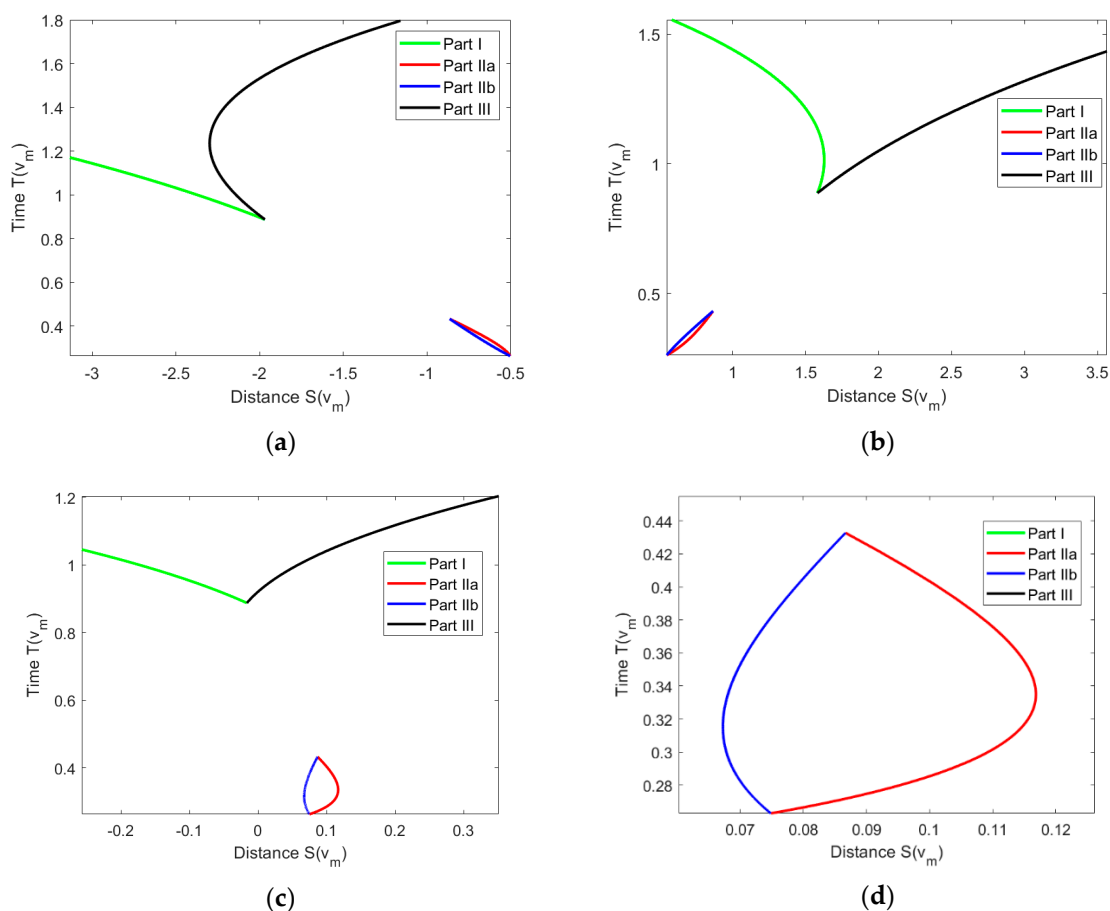 1.8
1.6
1.4
1.2
1
0.8
0.6
0.4
Time T(v_m)
-3
-2.5
-2
-1.5
-1
-0.5
Distance S(v_m)
Part I
Part IIa
Part IIb
Part III
(a)
1.5
1
0.5
Time T(v_m)
1
1.5
2
2.5
3
3.5
Distance S(v_m)
Part I
Part IIa
Part IIb
Part III
(b)
1.2
1
0.8
0.6
0.4
Time T(v_m)
-0.2
-0.1
0
0.1
0.2
0.3
Distance S(v_m)
Part I
Part IIa
Part IIb
Part III
(c)
0.44
0.42
0.4
0.38
0.36
0.34
0.32
0.3
0.28
Time T(v_m)
0.07
0.08
0.09
0.1
0.11
0.12
Distance S(v_m)
Part I
Part IIa
Part IIb
Part III
(d)